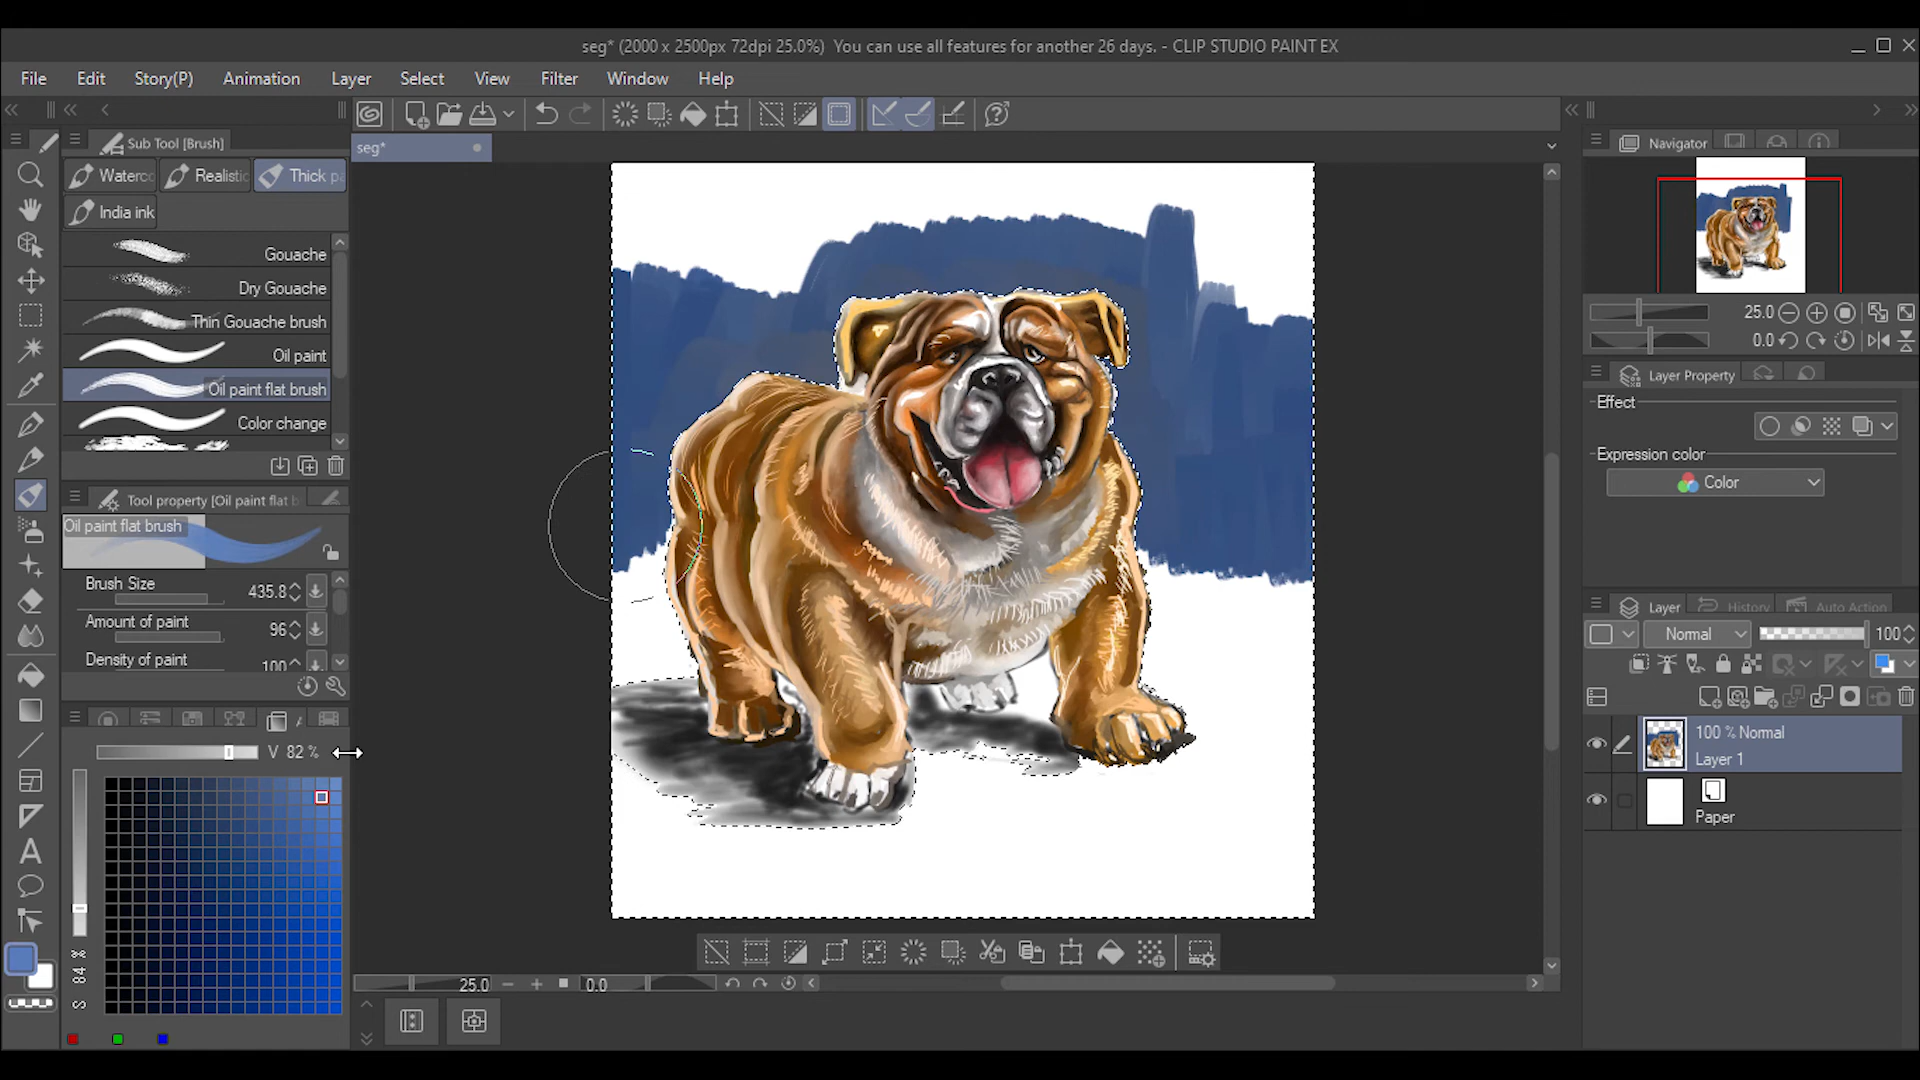 seg* (2000 x 2500px 72dpi 25.0%) You can use all features for another 26 days. - CLIP STUDIO PAINT EX
File Edit Story(P) Animation Layer Select View Filter Window Help
Sub Tool [Brush]
Waterco Realistic Thick pa
India ink
Gouache
Dry Gouache
Thin Gouache brush
Oil paint
Oil paint flat brush
Color change
Tool property [Oil paint flat b
Oil paint flat brush
Brush Size 435.8
Amount of paint 96
Density of paint 100
V 82 %
84
seg*
25.0 0.0
Navigator
25.0
0.0
Layer Property
Effect
Expression color
Color
Layer History Auto Action
Normal 100
100 % Normal
Layer 1
Paper